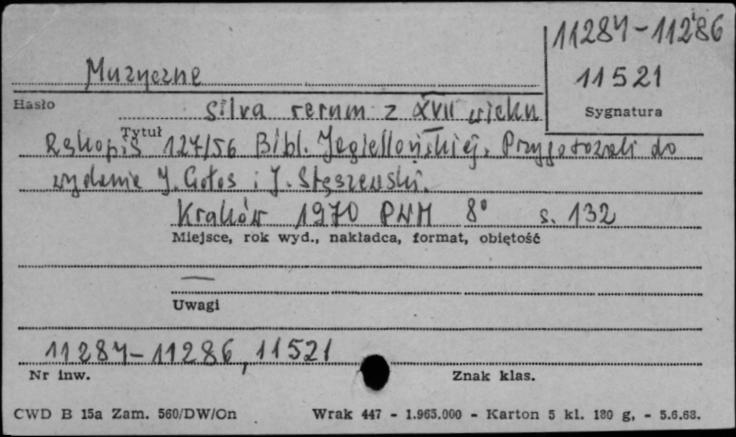 11284-11286
Muzyczne
11521
Hasło
silva rerum z XVII wieku
Sygnatura
Tytuł
Rękopis 127/56 Bibl. Jagiellońskiej. Przygotowali do
wydania J. Gołos i J. Stęszewski.
Kraków 1970 PWM 8° s. 132
Miejsce, rok wyd., nakładca, format, objętość
—
Uwagi
11284-11286, 11521
Nr inw.
Znak klas.
CWD B 15a Zam. 560/DW/On Wrak 447 - 1.965.000 - Karton 5 kl. 180 g, - 5.6.68.